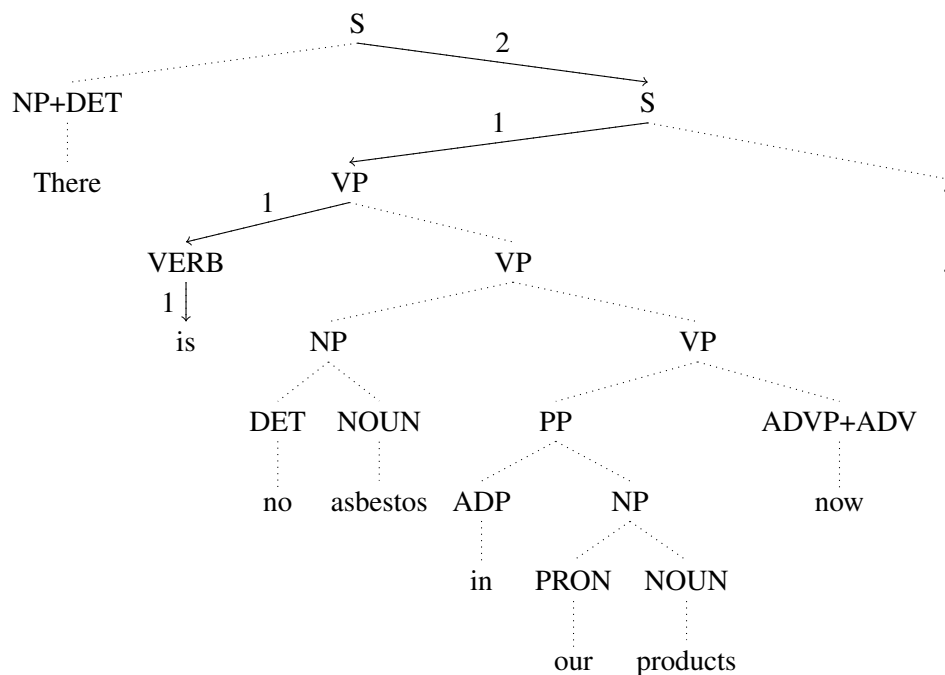 S
2
NP+DET S
1
There VP
1
VERB VP
1
is NP VP
DET NOUN PP ADVP+ADV
no asbestos ADP NP now
in PRON NOUN
our products